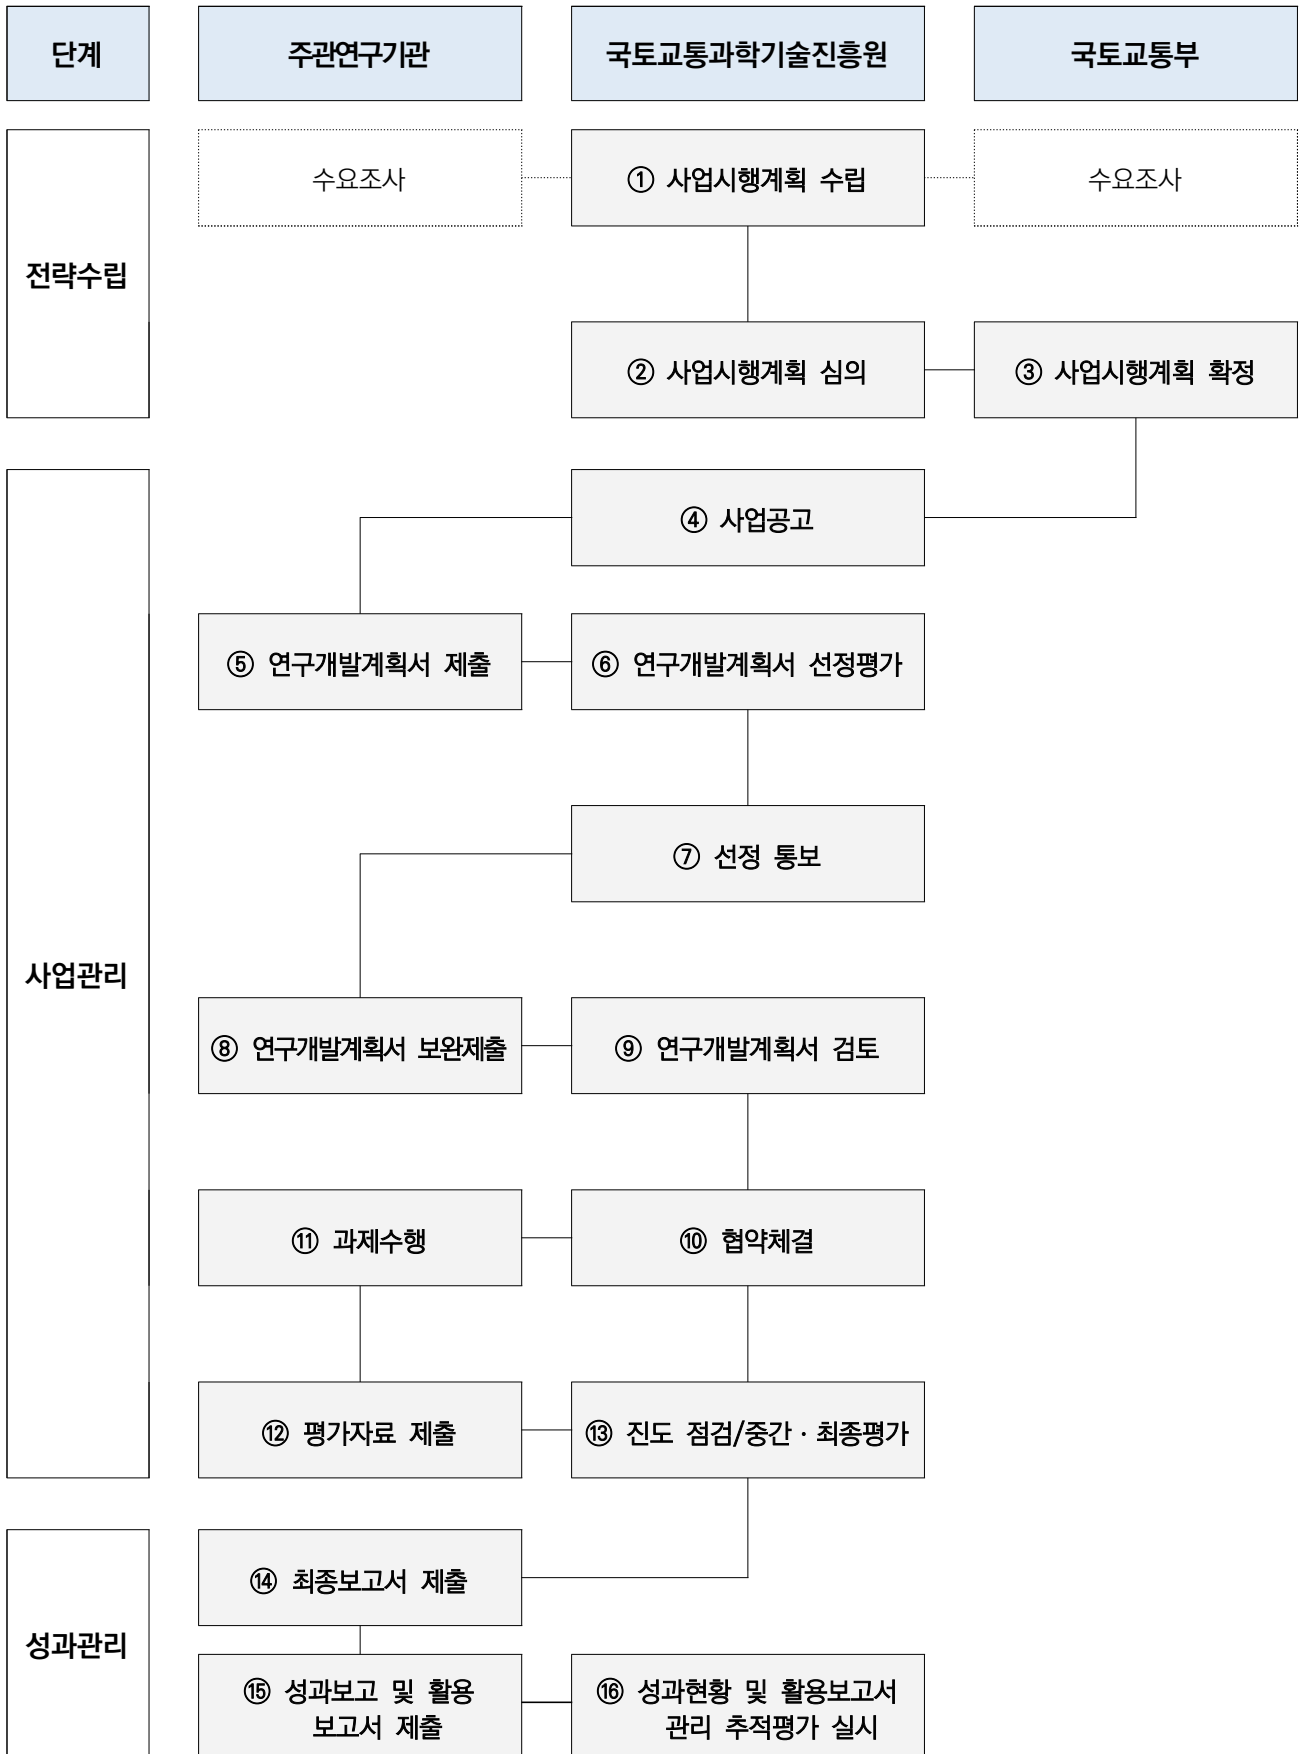 단계
주관연구기관
국토교통과학기술진흥원
국토교통부
전략수립
수요조사
① 사업시행계획 수립
수요조사
② 사업시행계획 심의
③ 사업시행계획 확정
사업관리
④ 사업공고
⑤ 연구개발계획서 제출
⑥ 연구개발계획서 선정평가
⑦ 선정 통보
⑧ 연구개발계획서 보완제출
⑨ 연구개발계획서 검토
⑪ 과제수행
⑩ 협약체결
⑫ 평가자료 제출
⑬ 진도 점검/중간 · 최종평가
성과관리
⑭ 최종보고서 제출
⑮ 성과보고 및 활용
보고서 제출
⑯ 성과현황 및 활용보고서
관리 추적평가 실시